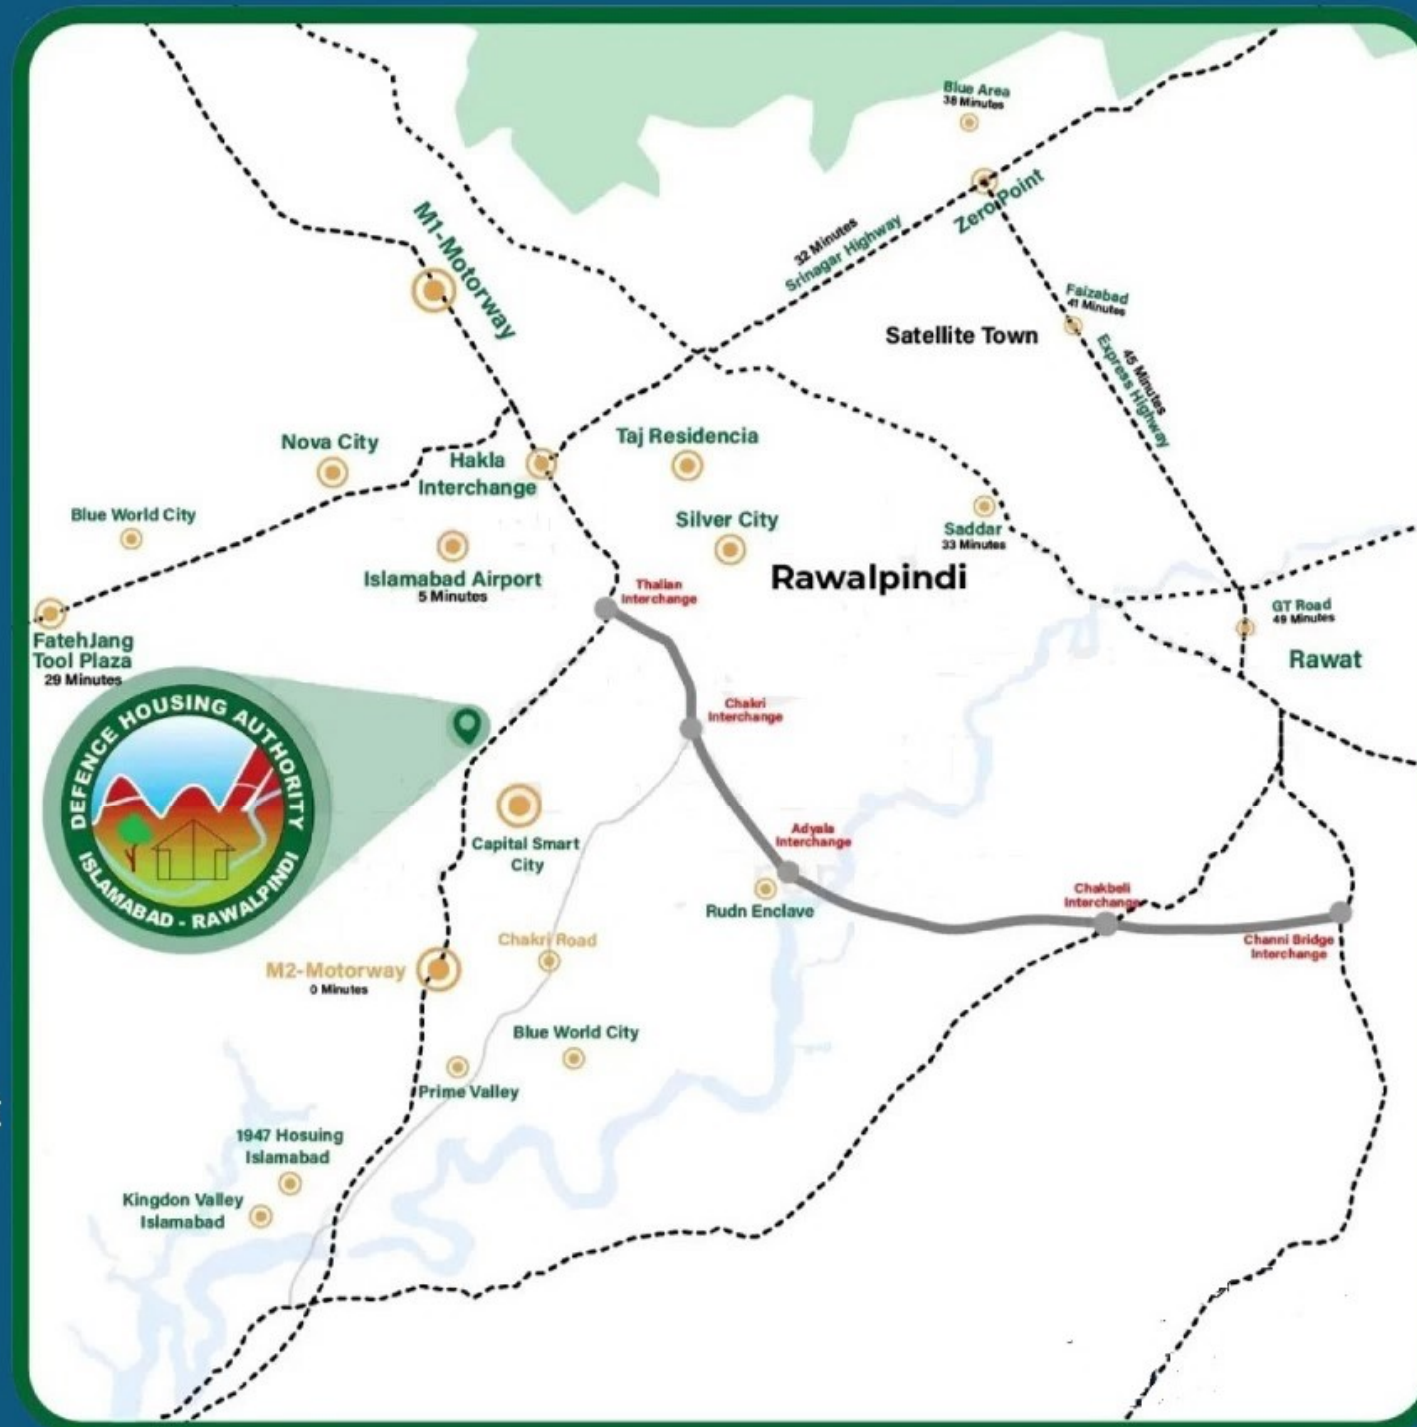 Blue Area
38 Minutes
Zero Point
32 Minutes
Srinagar Highway
M1-Motorway
Faizabad
41 Minutes
45 Minutes
Express Highway
Satellite Town
Nova City
Hakla
Interchange
Taj Residencia
Blue World City
Silver City
Saddar
33 Minutes
Islamabad Airport
5 Minutes
Rawalpindi
Thalian
Interchange
GT Road
49 Minutes
Rawat
FatehJang
Tool Plaza
29 Minutes
DEFENCE HOUSING AUTHORITY
ISLAMABAD - RAWALPINDI
Chakri
Interchange
Capital Smart
City
Adyala
Interchange
Rudn Enclave
Chakbeli
Interchange
Channi Bridge
Interchange
Chakri Road
M2-Motorway
0 Minutes
Blue World City
Prime Valley
1947 Hosuing
Islamabad
Kingdon Valley
Islamabad